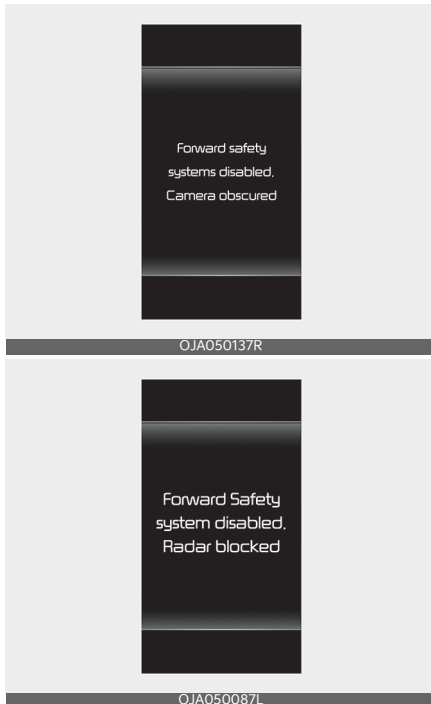 Forward safety
systems disabled.
Camera obscured
OJA050137R
Forward Safety
system disabled.
Radar blocked
OJA050087L